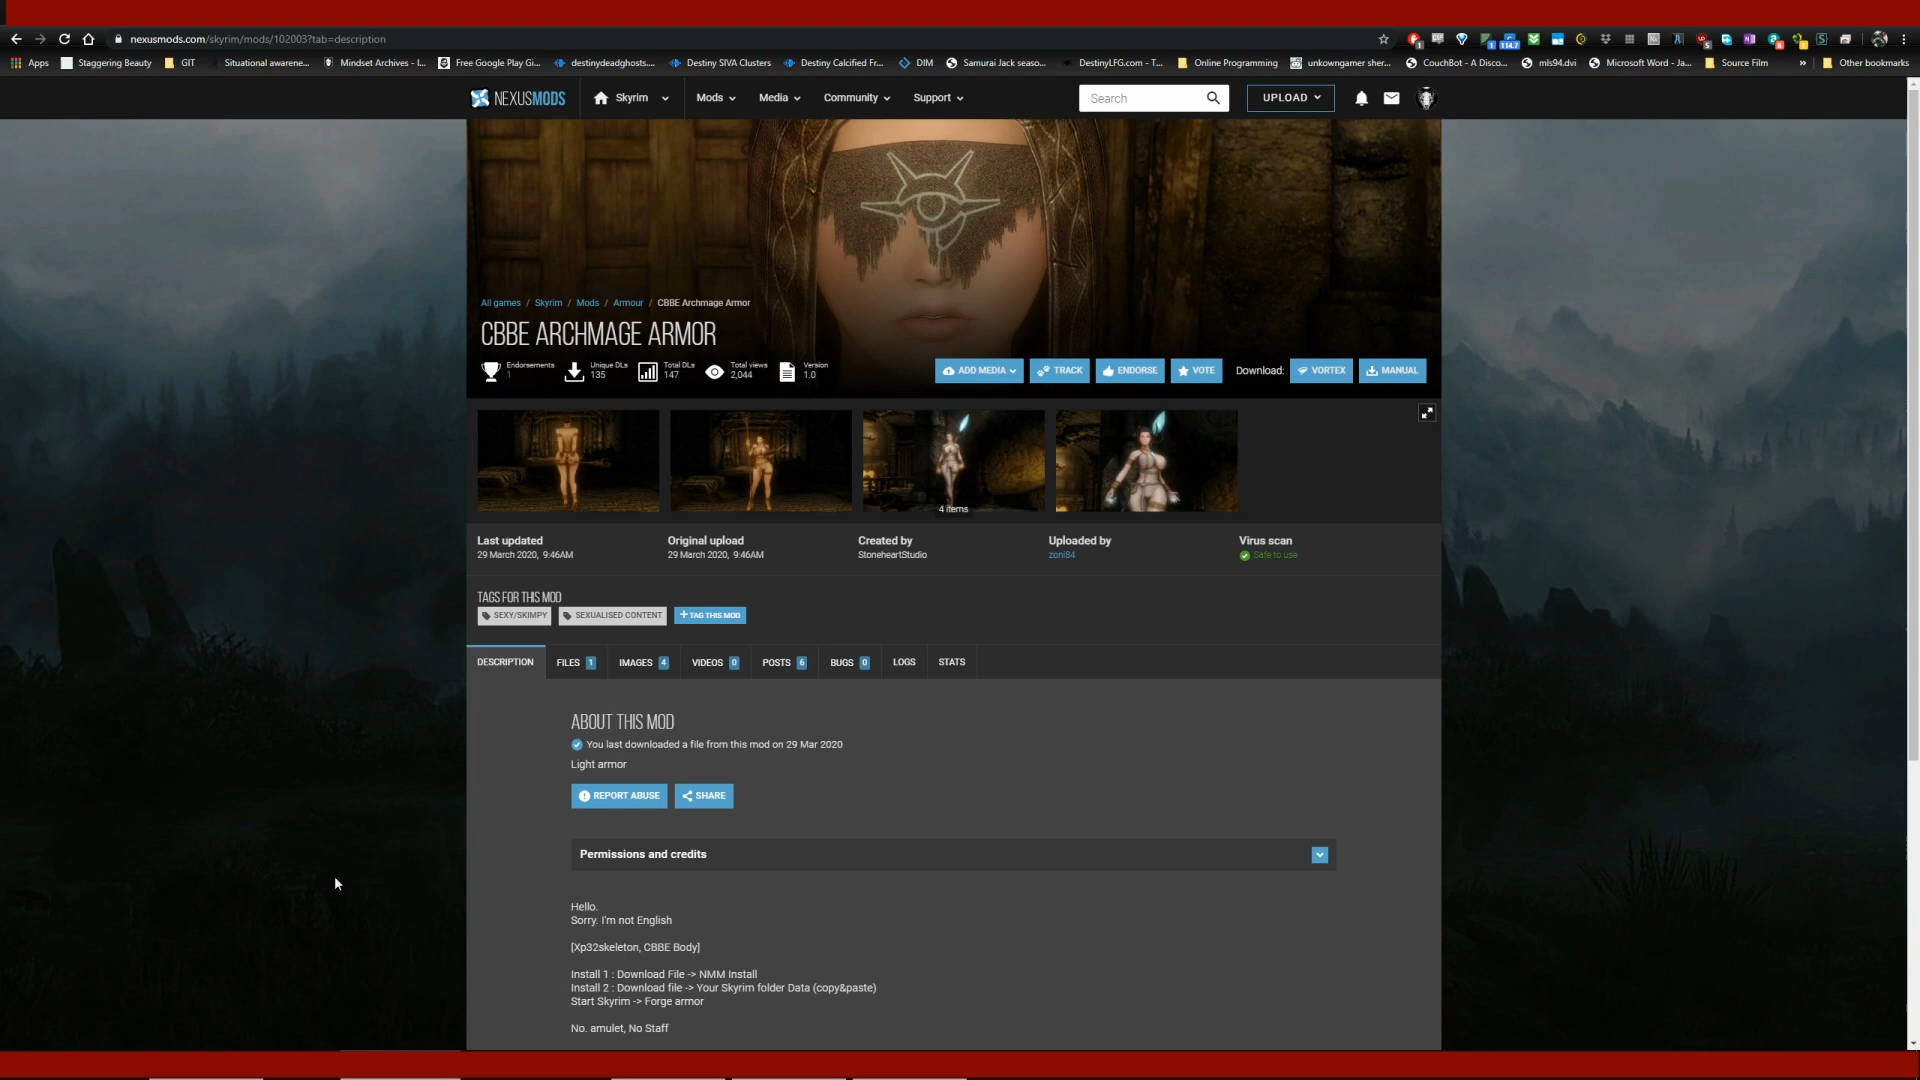 nexusmods.com/skyrim/mods/102003?tab=description
Apps Staggering Beauty GIT Situational awarene... Mindset Archives - I... Free Google Play Gi... destinydeadghosts.... Destiny SIVA Clusters Destiny Calcified Fr... DIM Samurai Jack seaso... DestinyLFG.com - T... Online Programming unkowngamer sher... CouchBot - A Disco... mls94.dvi Microsoft Word - Ja... Source Film » Other bookmarks
NEXUSMODS Skyrim Mods Media Community Support Search UPLOAD
All games / Skyrim / Mods / Armour / CBBE Archmage Armor
CBBE ARCHMAGE ARMOR
Endorsements Unique DLs Total DLs Total views Version
1 135 147 2,044 1.0
ADD MEDIA TRACK ENDORSE VOTE Download: VORTEX MANUAL
4 items
Last updated Original upload Created by Uploaded by Virus scan
29 March 2020, 9:46AM 29 March 2020, 9:46AM StoneheartStudio zoni84 Safe to use
TAGS FOR THIS MOD
SEXY/SKIMPY SEXUALISED CONTENT + TAG THIS MOD
DESCRIPTION FILES 1 IMAGES 4 VIDEOS 0 POSTS 6 BUGS 0 LOGS STATS
ABOUT THIS MOD
You last downloaded a file from this mod on 29 Mar 2020
Light armor
REPORT ABUSE SHARE
Permissions and credits
Hello.
Sorry. I'm not English
[Xp32skeleton, CBBE Body]
Install 1 : Download File -> NMM Install
Install 2 : Download file -> Your Skyrim folder Data (copy&paste)
Start Skyrim -> Forge armor
No. amulet, No Staff